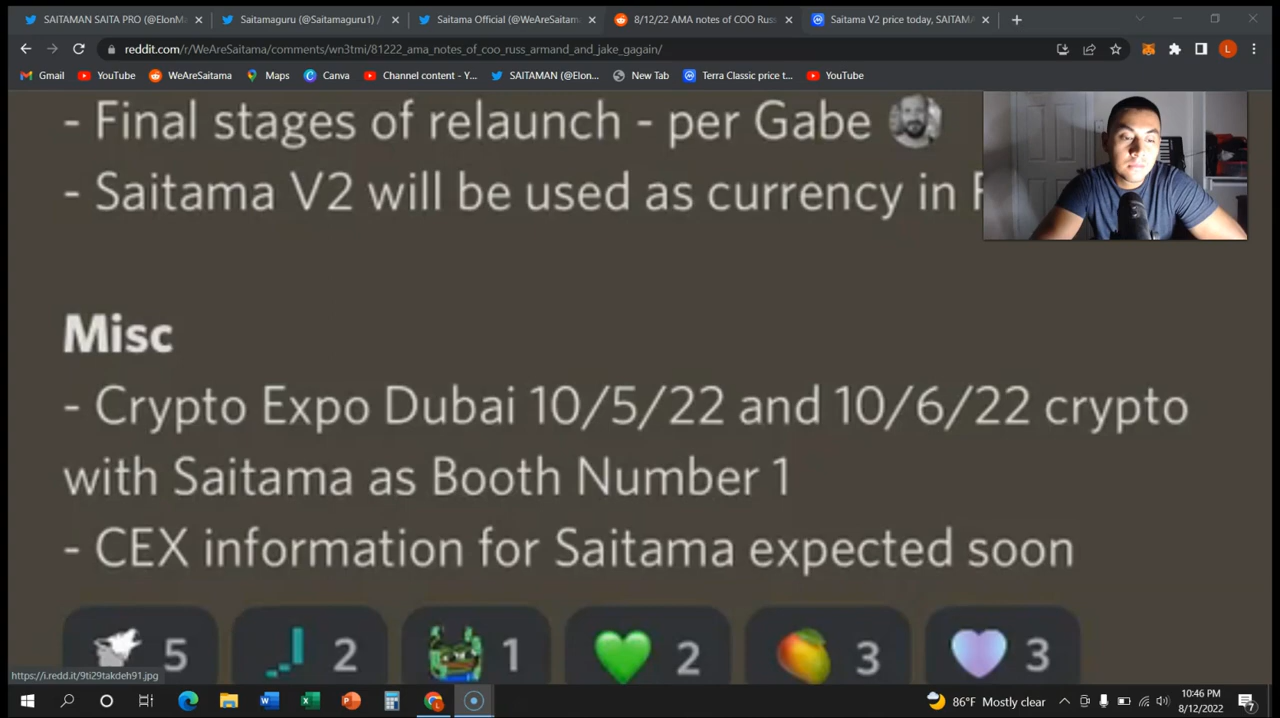 SAITAMAN SAITA PRO (@ElonMa
Saitamaguru (@Saitamaguru1) /
Saitama Official (@WeAreSaitam
8/12/22 AMA notes of COO Russ
Saitama V2 price today, SAITAM
reddit.com/r/WeAreSaitama/comments/wn3tmi/81222_ama_notes_of_coo_russ_armand_and_jake_gagain/
L
Gmail
YouTube
WeAreSaitama
Maps
Canva
Channel content - Y...
SAITAMAN (@Elon...
New Tab
Terra Classic price t...
YouTube
- Final stages of relaunch - per Gabe
- Saitama V2 will be used as currency in
Misc
- Crypto Expo Dubai 10/5/22 and 10/6/22 crypto
with Saitama as Booth Number 1
- CEX information for Saitama expected soon
5
2
1
2
3
3
https://i.redd.it/9ti29takdeh91.jpg
86°F Mostly clear
10:46 PM
8/12/2022
7